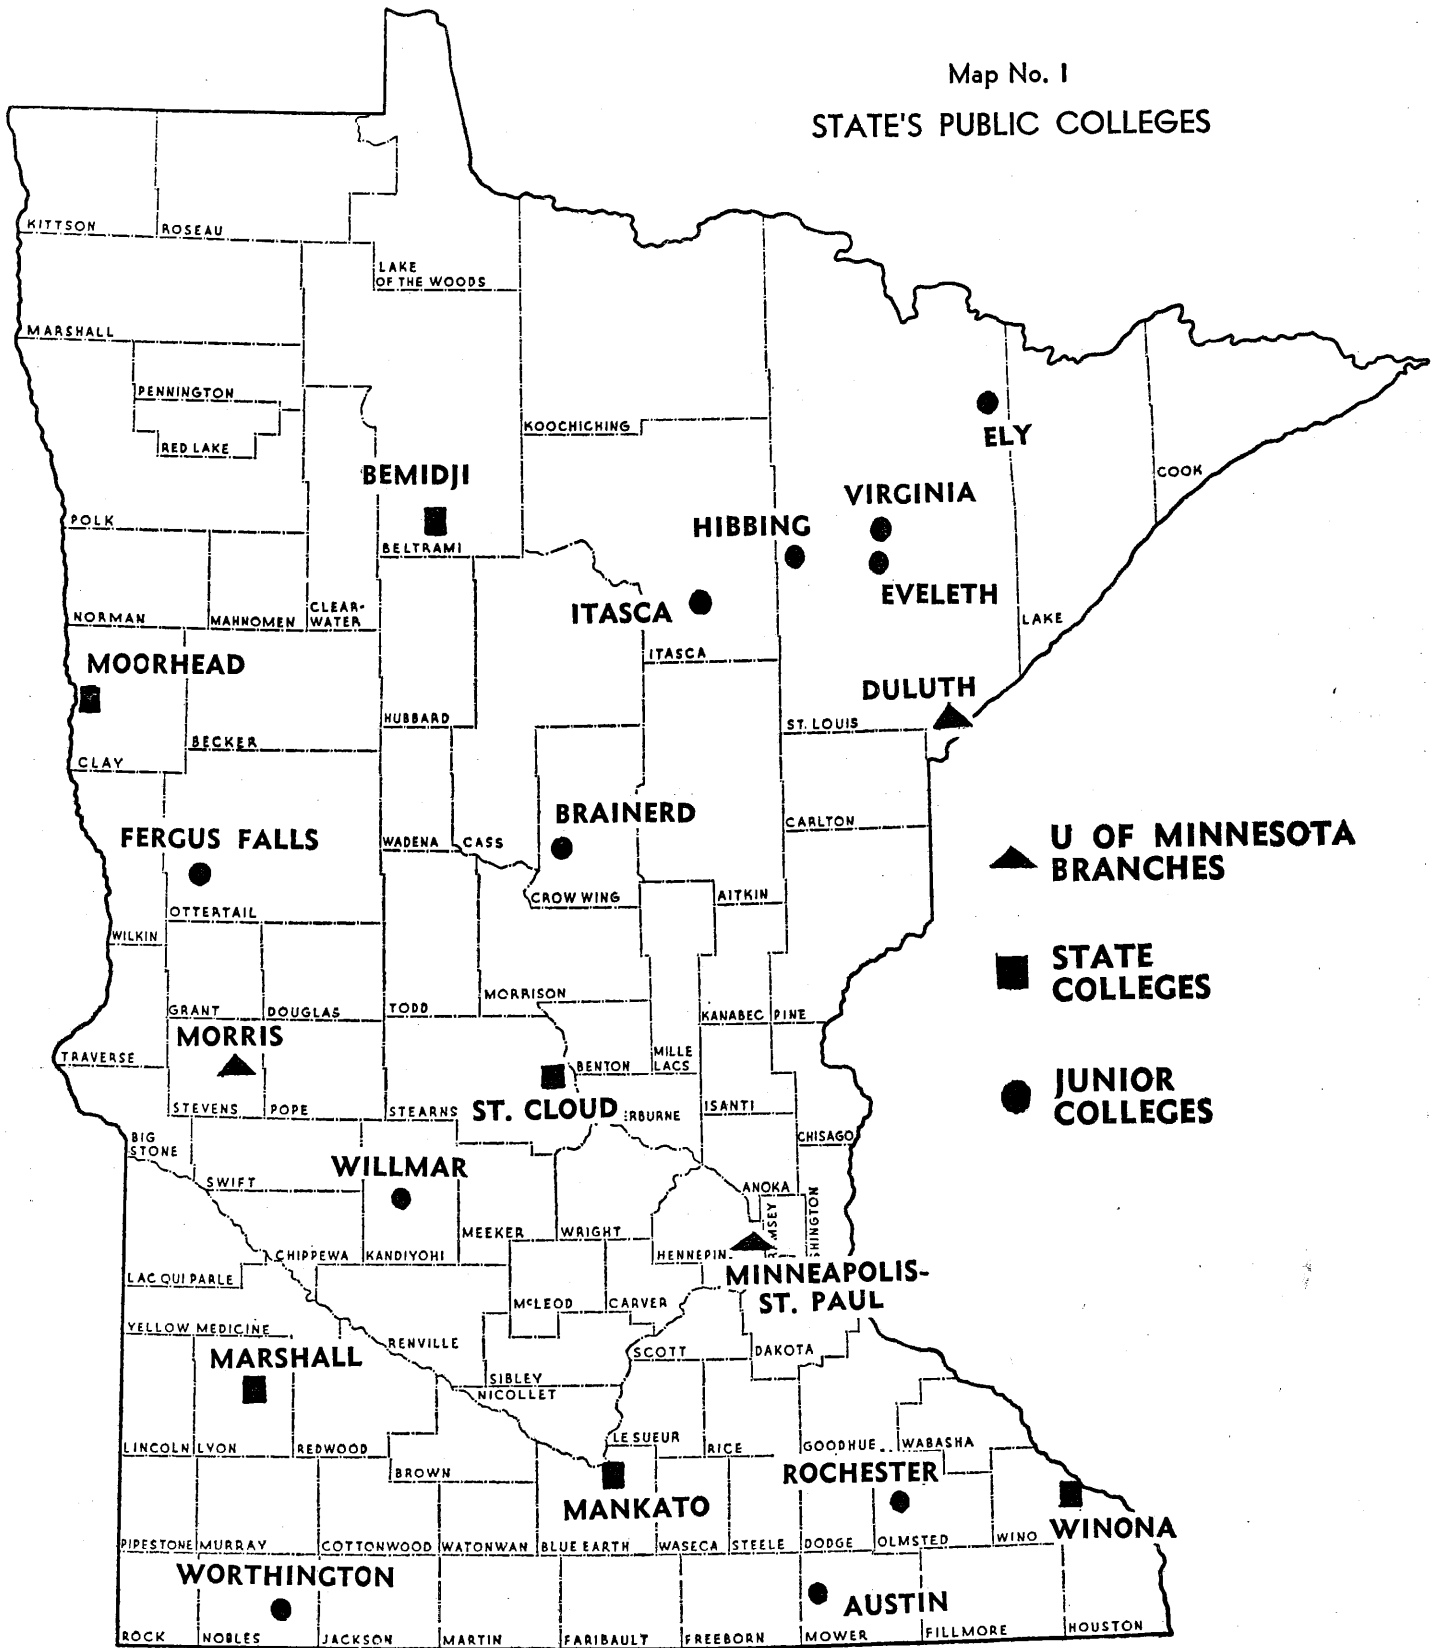 Map No. 1
STATE'S PUBLIC COLLEGES
KITTSON
ROSEAU
LAKE
OF THE WOODS
MARSHALL
PENNINGTON
RED LAKE
KOOCHICHING
ELY
COOK
BEMIDJI
VIRGINIA
HIBBING
POLK
BELTRAMI
EVELETH
ITASCA
NORMAN
MAHNOMEN
CLEAR-
WATER
LAKE
ITASCA
MOORHEAD
DULUTH
HUBBARD
ST. LOUIS
BECKER
CLAY
BRAINERD
CARLTON
FERGUS FALLS
WADENA
CASS
U OF MINNESOTA
BRANCHES
CROW WING
AITKIN
OTTERTAIL
WILKIN
STATE
COLLEGES
MORRISON
GRANT
DOUGLAS
TODD
KANABEC
PINE
MORRIS
TRAVERSE
BENTON
MILLE
LACS
JUNIOR
COLLEGES
STEVENS
POPE
STEARNS
ST. CLOUD
ERBURNE
ISANTI
BIG
STONE
CHISAGO
WILLMAR
SWIFT
ANOKA
MEEKER
WRIGHT
RAMSEY
SHINGTON
CHIPPEWA
KANDIYOHI
HENNEPIN
LAC QUI PARLE
MINNEAPOLIS-
ST. PAUL
McLEOD
CARVER
YELLOW MEDICINE
RENVILLE
MARSHALL
SCOTT
DAKOTA
SIBLEY
NICOLLET
LINCOLN
LYON
REDWOOD
LE SUEUR
RICE
GOODHUE
WABASHA
BROWN
ROCHESTER
MANKATO
WINONA
PIPESTONE
MURRAY
COTTONWOOD
WATONWAN
BLUE EARTH
WASECA
STEELE
DODGE
OLMSTED
WINO
WORTHINGTON
AUSTIN
ROCK
NOBLES
JACKSON
MARTIN
FARIBAULT
FREEBORN
MOWER
FILLMORE
HOUSTON